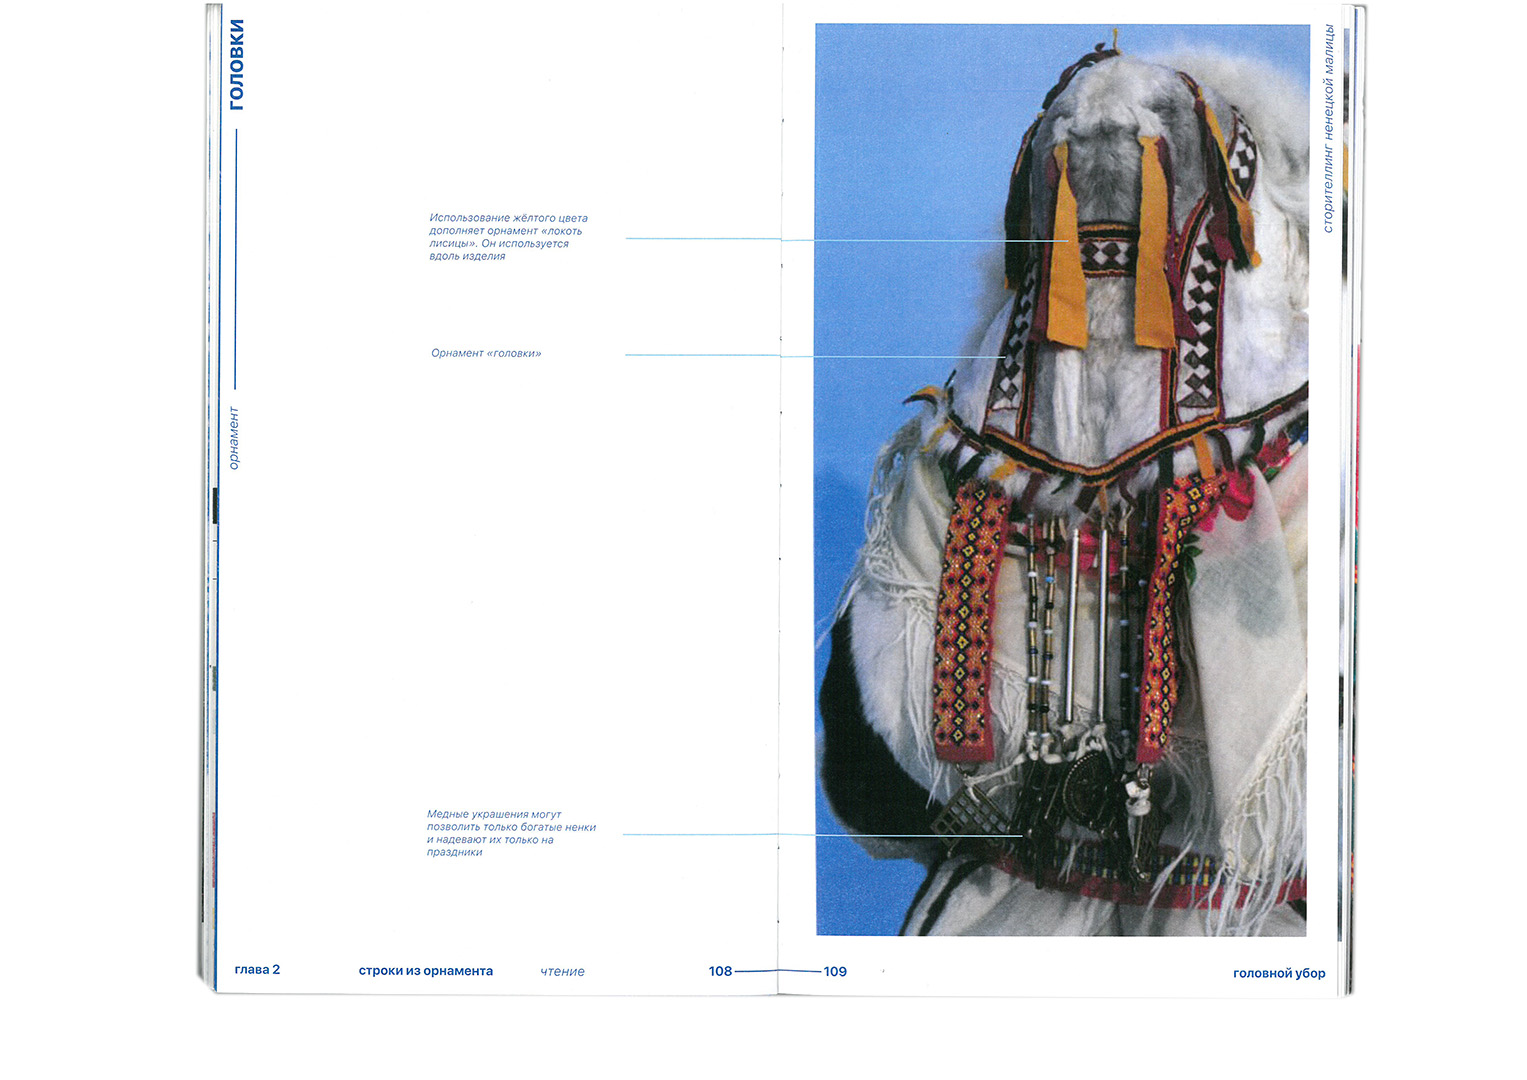 ГОЛОВКИ
орнамент
Использование жёлтого цвета
дополняет орнамент «локоть
лисицы». Он используется
вдоль изделия
Орнамент «головки»
Медные украшения могут
позволить только богатые ненки
и надевают их только на
праздники
глава 2
строки из орнамента
чтение
108
109
головной убор
сторителлинг ненецкой малицы